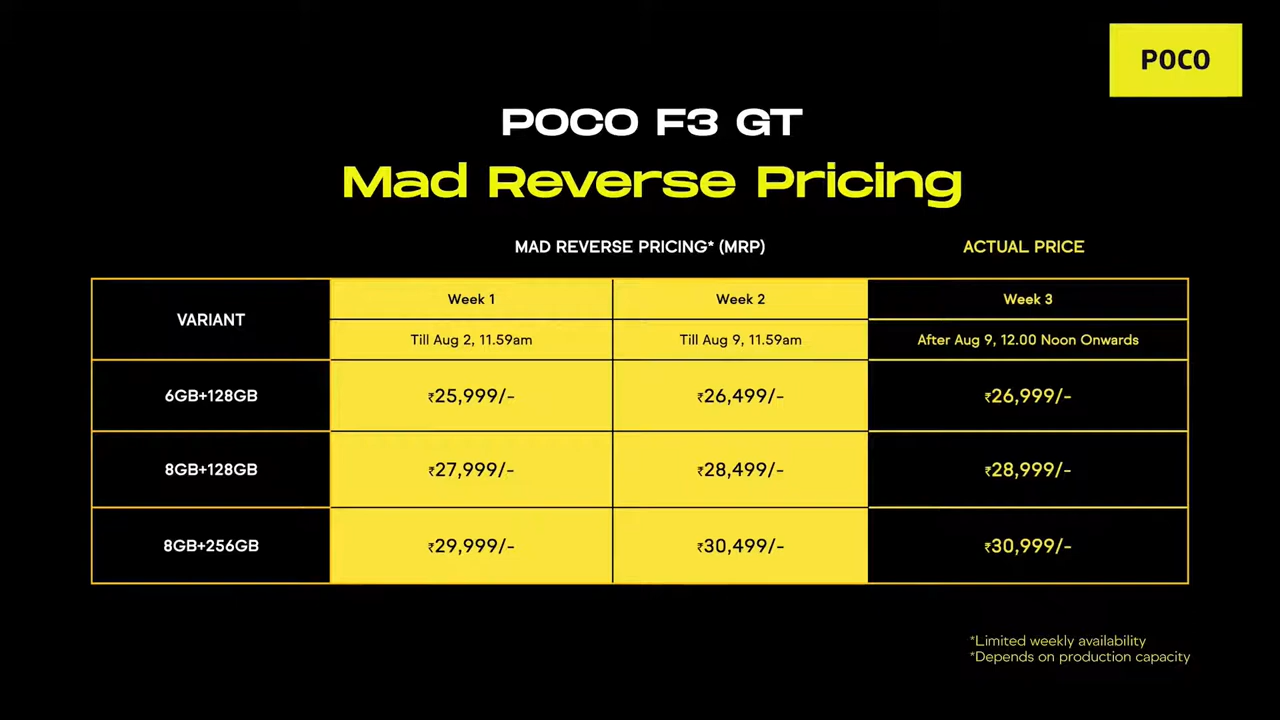 POCO
POCO F3 GT
Mad Reverse Pricing
MAD REVERSE PRICING* (MRP) ACTUAL PRICE
VARIANT
Week 1 Week 2 Week 3
Till Aug 2, 11.59am Till Aug 9, 11.59am After Aug 9, 12.00 Noon Onwards
6GB+128GB ₹25,999/- ₹26,499/- ₹26,999/-
8GB+128GB ₹27,999/- ₹28,499/- ₹28,999/-
8GB+256GB ₹29,999/- ₹30,499/- ₹30,999/-
*Limited weekly availability
*Depends on production capacity